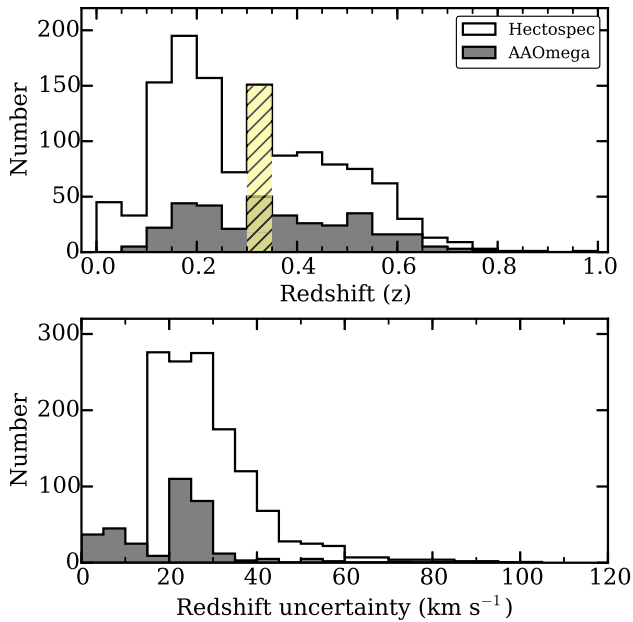 200
150
100
50
0
Number
Hectospec
AAOmega
0.0 0.2 0.4 0.6 0.8 1.0
Redshift (z)
300
200
100
0
Number
0 20 40 60 80 100 120
Redshift uncertainty (km s⁻¹)